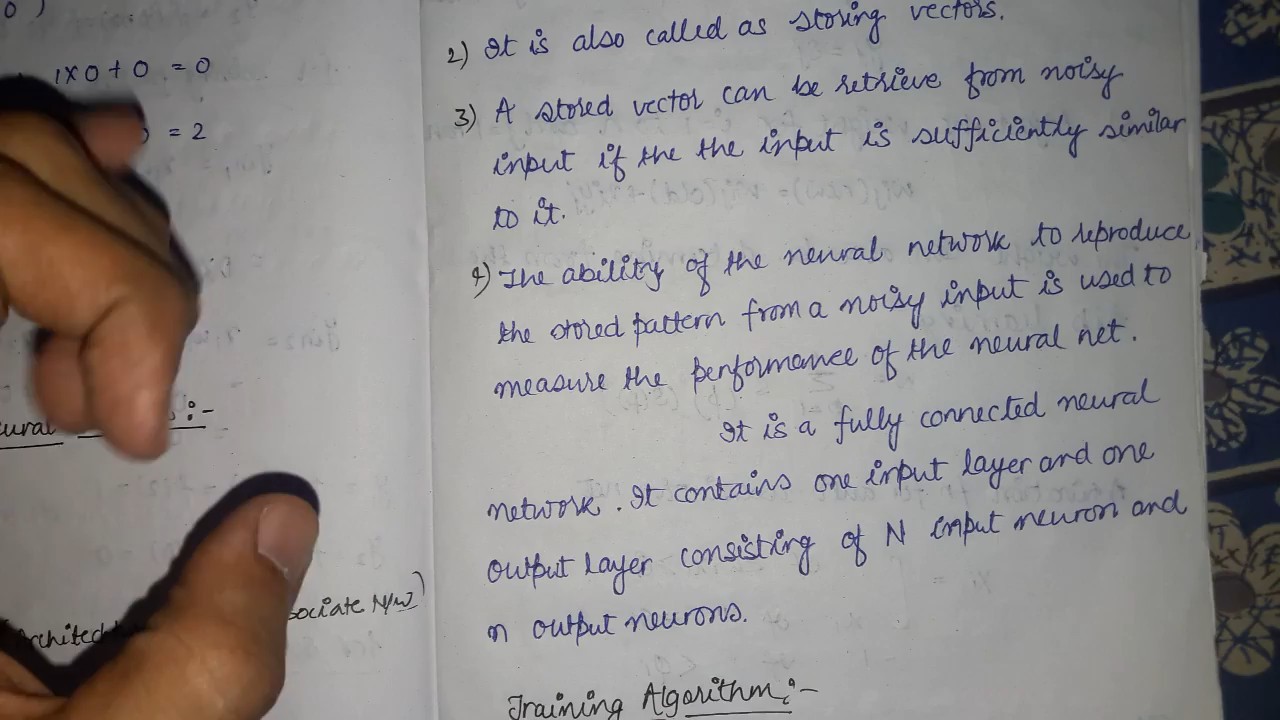 1x0+0 = 0
= 2
:-
sociate N/W)
2) It is also called as storing vectors.
3) A stored vector can be retrieve from noisy
input if the the input is sufficiently similar
to it.
4) The ability of the neural network to reproduce
the stored pattern from a noisy input is used to
measure the performance of the neural net.
It is a fully connected neural
network. It contains one input layer and one
output layer consisting of N input neuron and
n output neurons.
Training Algorithm:-